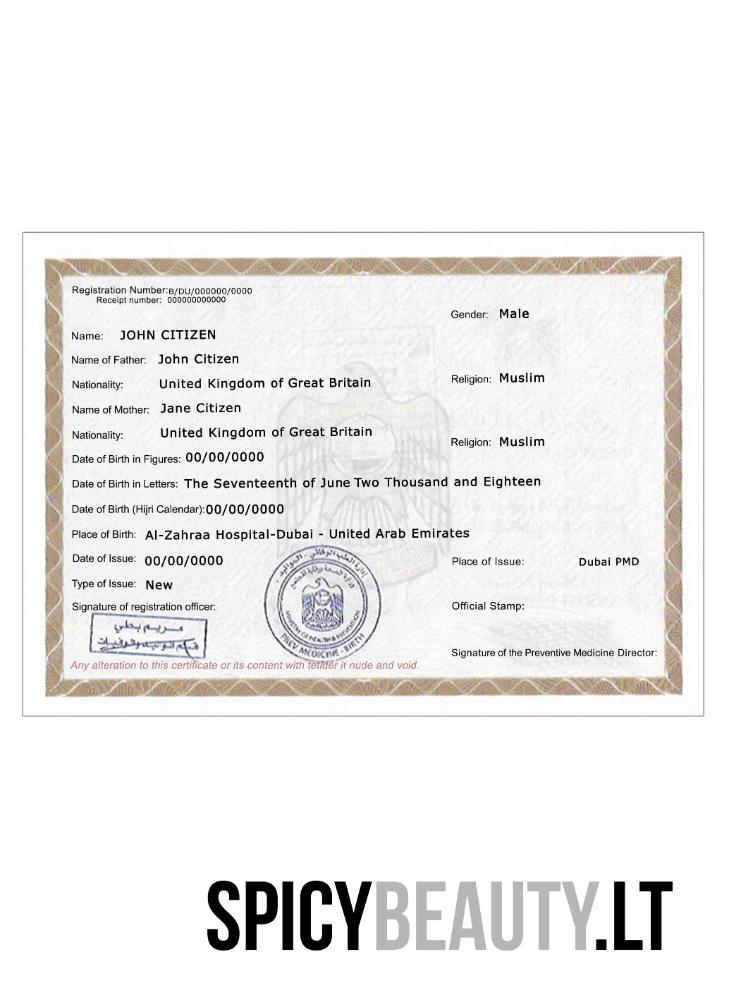 Registration Number:B/DU/000000/0000
Receipt number: 000000000000
Gender: Male
Name: JOHN CITIZEN
Name of Father: John Citizen
Nationality: United Kingdom of Great Britain
Religion: Muslim
Name of Mother: Jane Citizen
Nationality: United Kingdom of Great Britain
Religion: Muslim
Date of Birth in Figures: 00/00/0000
Date of Birth in Letters: The Seventeenth of June Two Thousand and Eighteen
Date of Birth (Hijri Calendar):00/00/0000
Place of Birth: Al-Zahraa Hospital-Dubai - United Arab Emirates
Date of Issue: 00/00/0000
Place of Issue: Dubai PMD
Type of Issue: New
Signature of registration officer:
Official Stamp:
مريم بطي
MINISTRY OF HEALTH & PREVENTION
PREV MEDICINE - BIRTH
Signature of the Preventive Medicine Director:
Any alteration to this certificate or its content with tetider it nude and void.
SPICYBEAUTY.LT